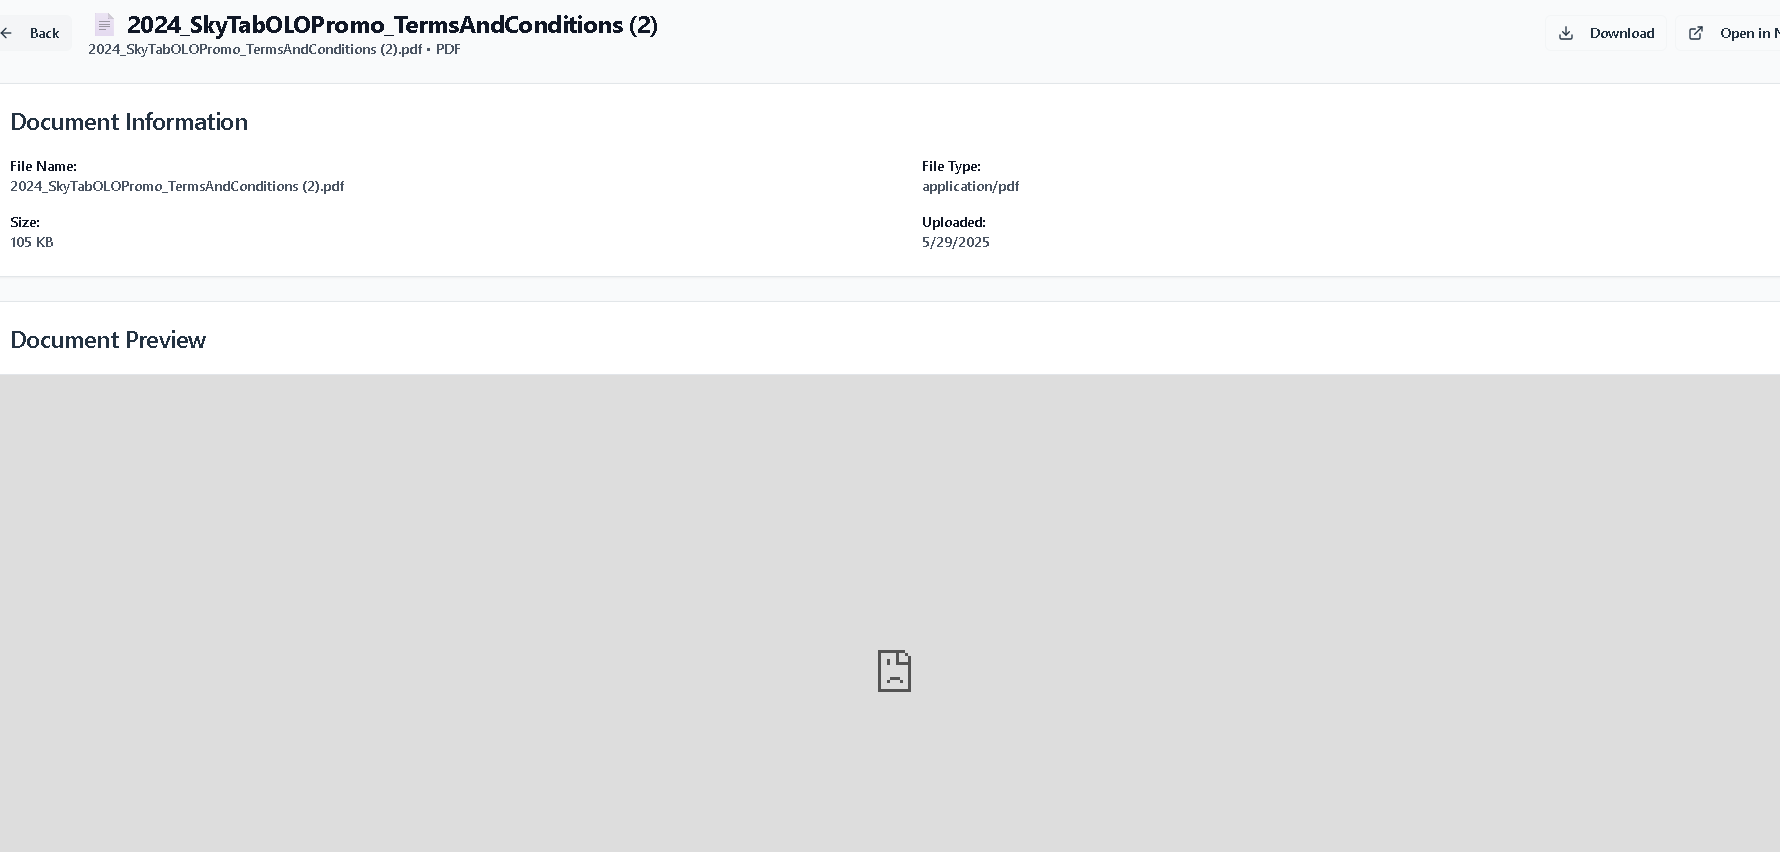 Back
2024_SkyTabOLOPromo_TermsAndConditions (2)
2024_SkyTabOLOPromo_TermsAndConditions (2).pdf • PDF
Download
Open in N
Document Information
File Name:
2024_SkyTabOLOPromo_TermsAndConditions (2).pdf
File Type:
application/pdf
Size:
105 KB
Uploaded:
5/29/2025
Document Preview